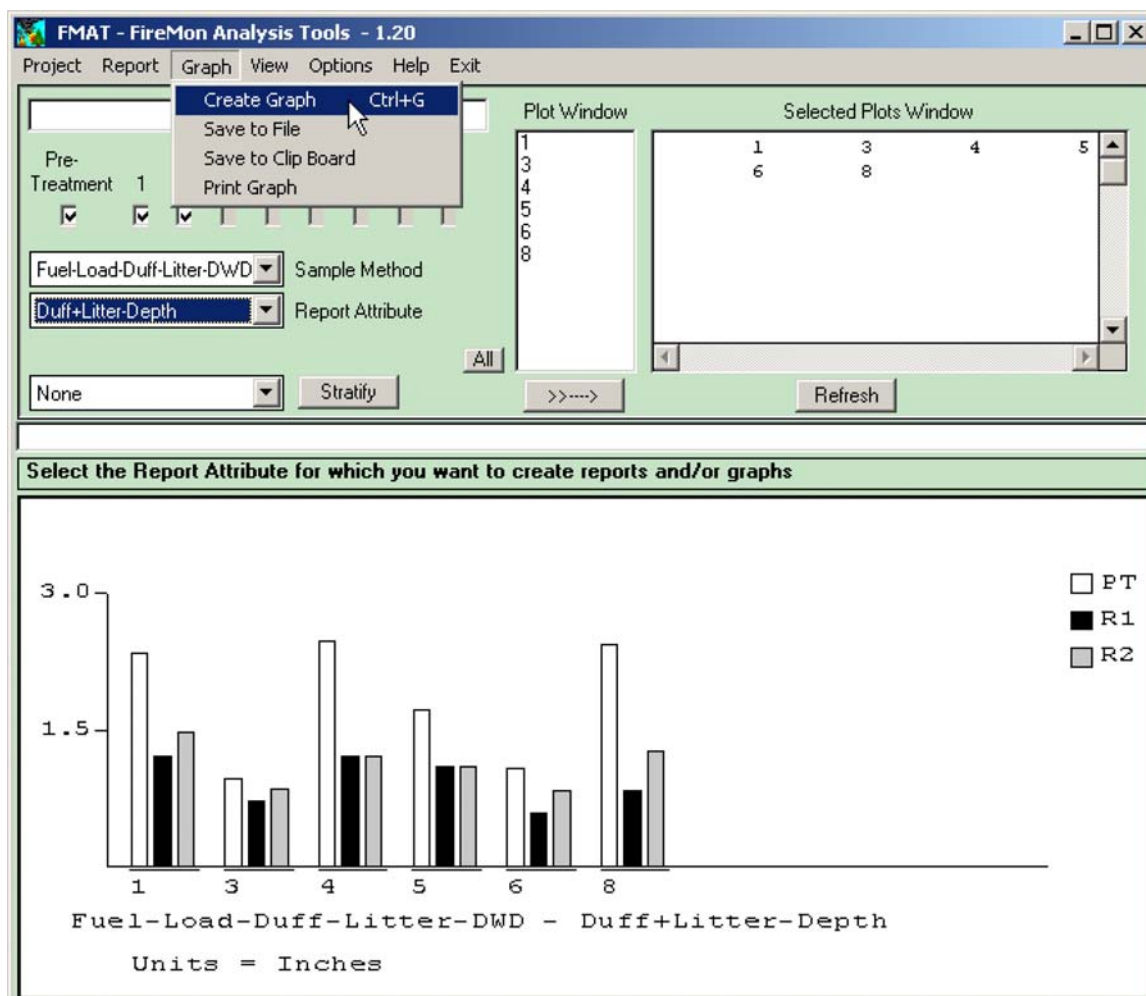 FMAT - FireMon Analysis Tools - 1.20
Project Report Graph View Options Help Exit
Create Graph Ctrl+G
Save to File
Save to Clip Board
Print Graph
Pre-
Treatment 1
Fuel-Load-Duff-Litter-DWD
Sample Method
Duff+Litter-Depth
Report Attribute
All
None
Stratify
Plot Window
1
3
4
5
6
8
>>---->
Selected Plots Window
1 3 4 5
6 8
Refresh
Select the Report Attribute for which you want to create reports and/or graphs
3.0
1.5
PT
R1
R2
1 3 4 5 6 8
Fuel-Load-Duff-Litter-DWD - Duff+Litter-Depth
Units = Inches